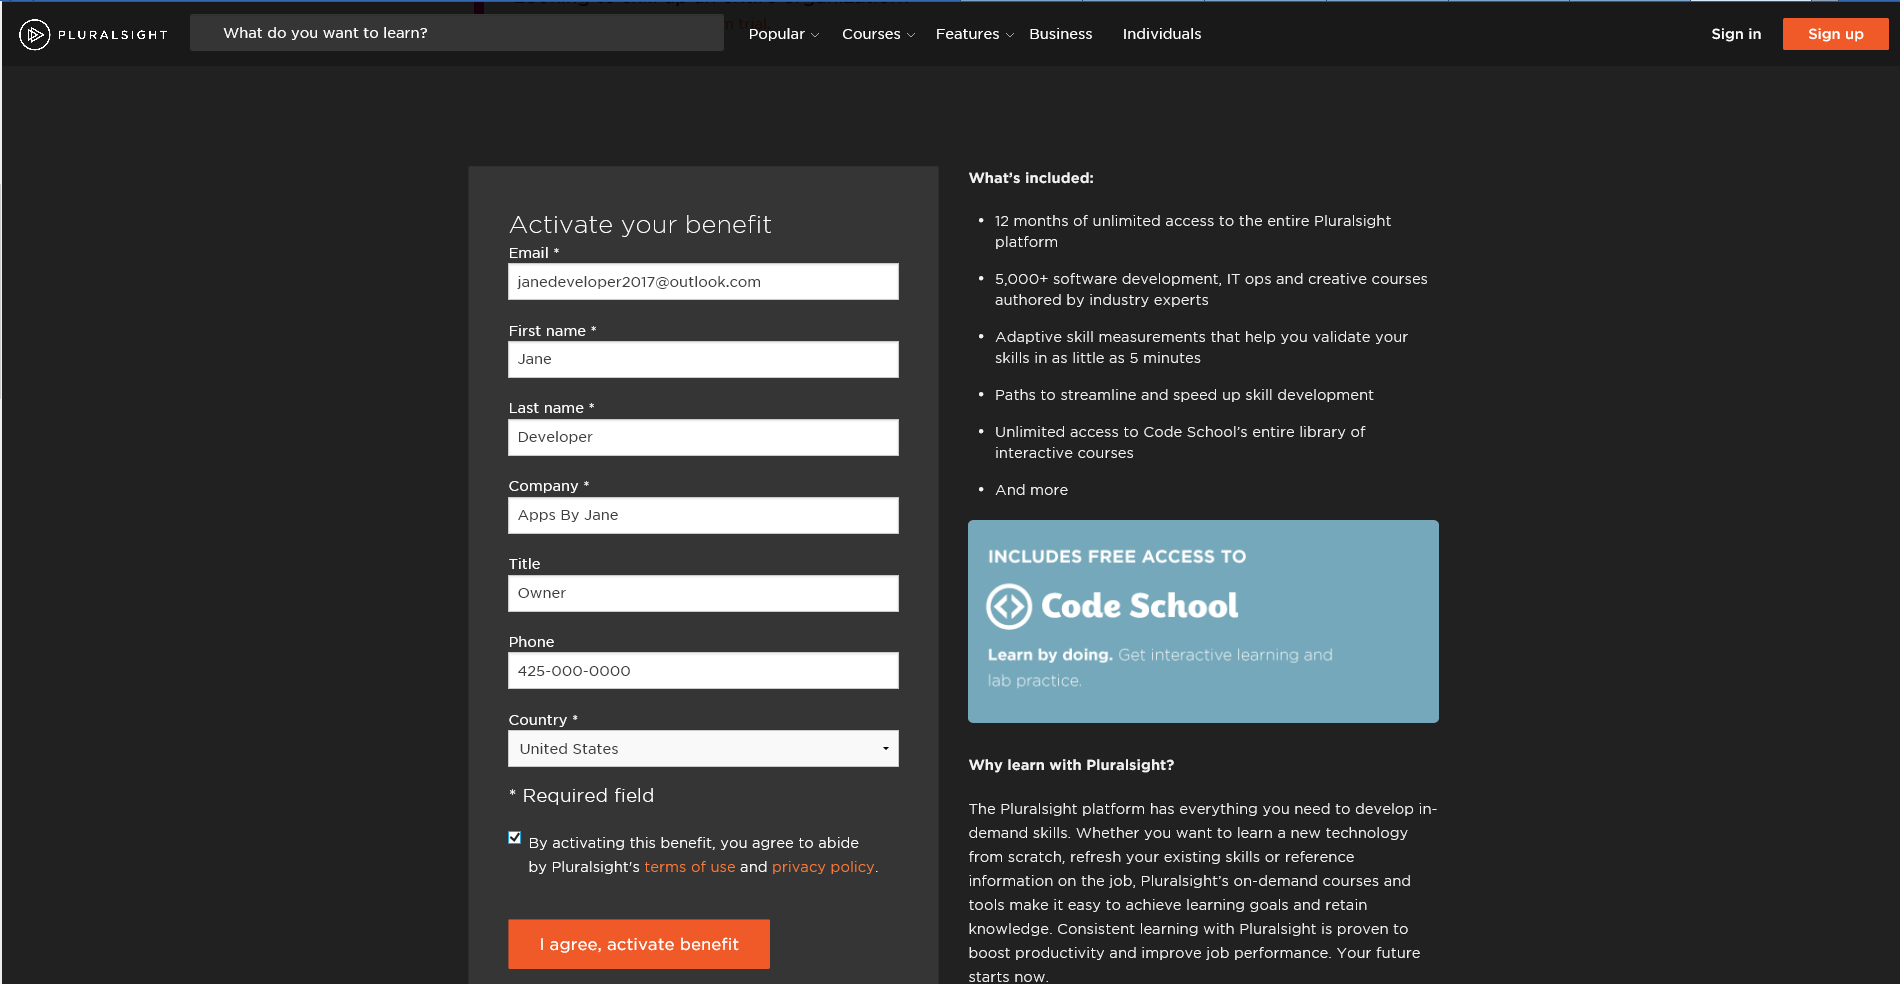 PLURALSIGHT
What do you want to learn?
Popular
Courses
Features
Business
Individuals
Sign in
Sign up
Activate your benefit
Email *
janedeveloper2017@outlook.com
First name *
Jane
Last name *
Developer
Company *
Apps By Jane
Title
Owner
Phone
425-000-0000
Country *
United States
* Required field
By activating this benefit, you agree to abide
by Pluralsight's terms of use and privacy policy.
I agree, activate benefit
What's included:
• 12 months of unlimited access to the entire Pluralsight
platform
• 5,000+ software development, IT ops and creative courses
authored by industry experts
• Adaptive skill measurements that help you validate your
skills in as little as 5 minutes
• Paths to streamline and speed up skill development
• Unlimited access to Code School's entire library of
interactive courses
• And more
INCLUDES FREE ACCESS TO
Code School
Learn by doing. Get interactive learning and
lab practice.
Why learn with Pluralsight?
The Pluralsight platform has everything you need to develop in-
demand skills. Whether you want to learn a new technology
from scratch, refresh your existing skills or reference
information on the job, Pluralsight's on-demand courses and
tools make it easy to achieve learning goals and retain
knowledge. Consistent learning with Pluralsight is proven to
boost productivity and improve job performance. Your future
starts now.